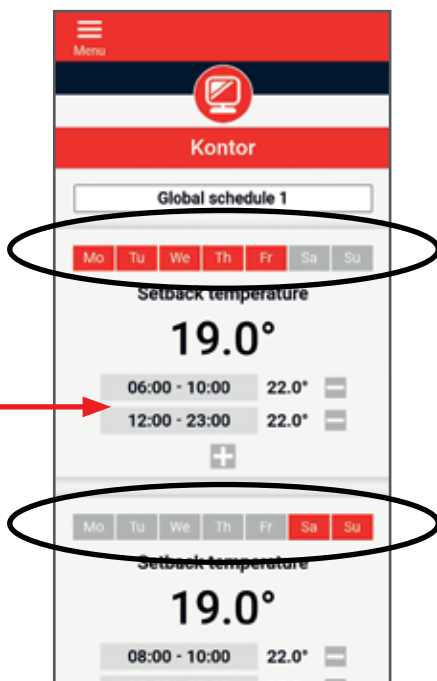 Menu
Kontor
Global schedule 1
Mo Tu We Th Fr Sa Su
Setback temperature
19.0°
06:00 - 10:00 22.0°
12:00 - 23:00 22.0°
Mo Tu We Th Fr Sa Su
Setback temperature
19.0°
08:00 - 10:00 22.0°